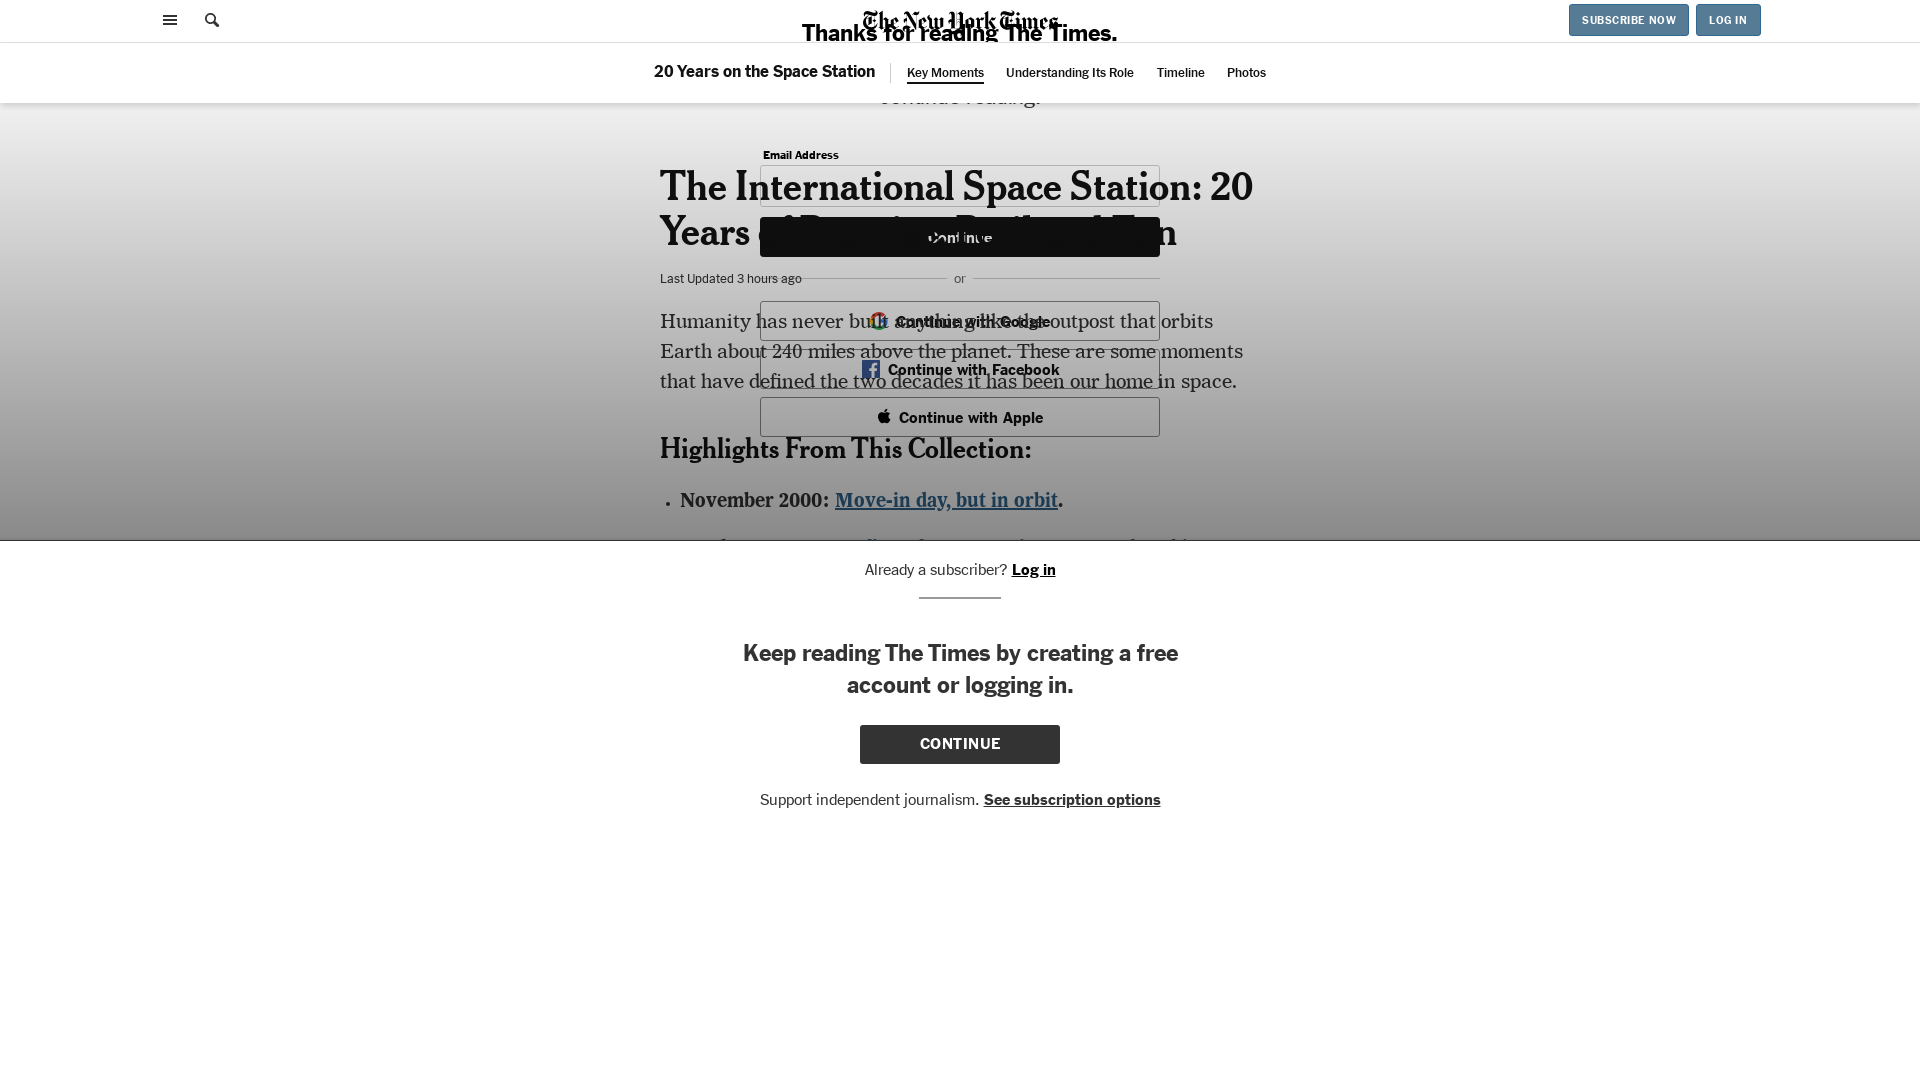 The New York Times
SUBSCRIBE NOW
LOG IN
Thanks for reading The Times.
20 Years on the Space Station
Key Moments
Understanding Its Role
Timeline
Photos
continue reading.
Email Address
The International Space Station: 20
Years
Continue
Last Updated 3 hours ago
or
Humanity has never built anything like the outpost that orbits
Continue with Google
Earth about 240 miles above the planet. These are some moments
Continue with Facebook
that have defined the two decades it has been our home in space.
Continue with Apple
Highlights From This Collection:
• November 2000: Move-in day, but in orbit.
Already a subscriber? Log in
Keep reading The Times by creating a free
account or logging in.
CONTINUE
Support independent journalism. See subscription options